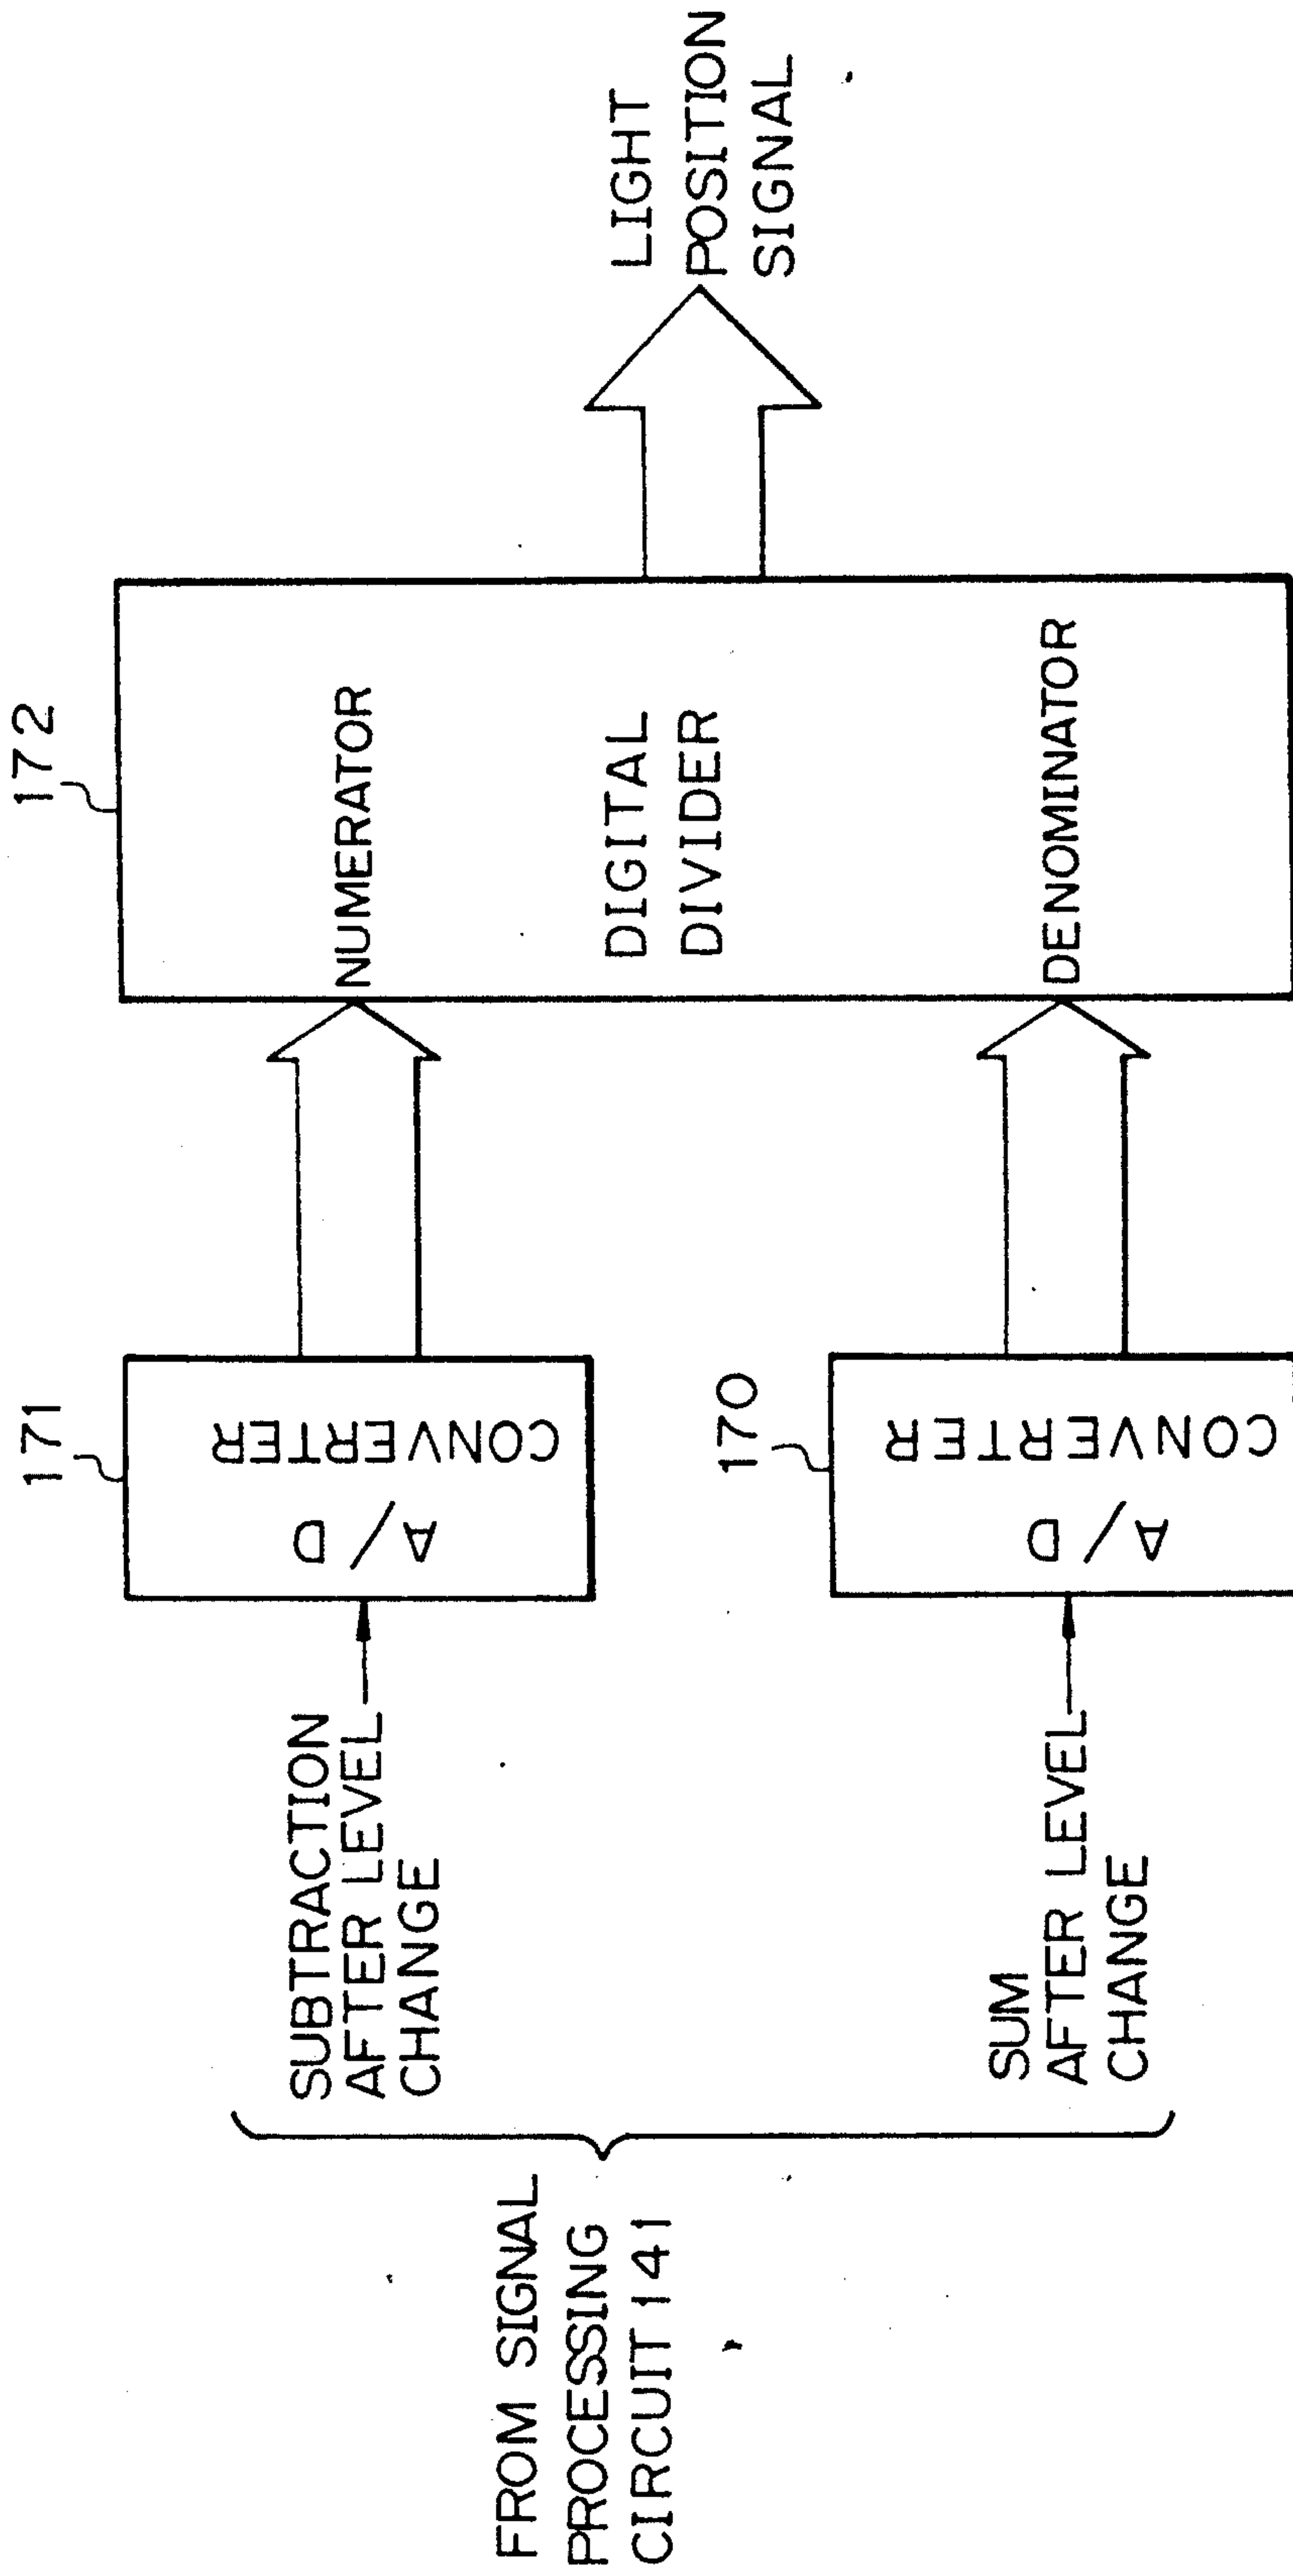 FROM SIGNAL
PROCESSING
CIRCUIT 141
SUBTRACTION
AFTER LEVEL
CHANGE
SUM
AFTER LEVEL
CHANGE
171
A/D
CONVERTER
170
A/D
CONVERTER
172
NUMERATOR
DIGITAL
DIVIDER
DENOMINATOR
LIGHT
POSITION
SIGNAL